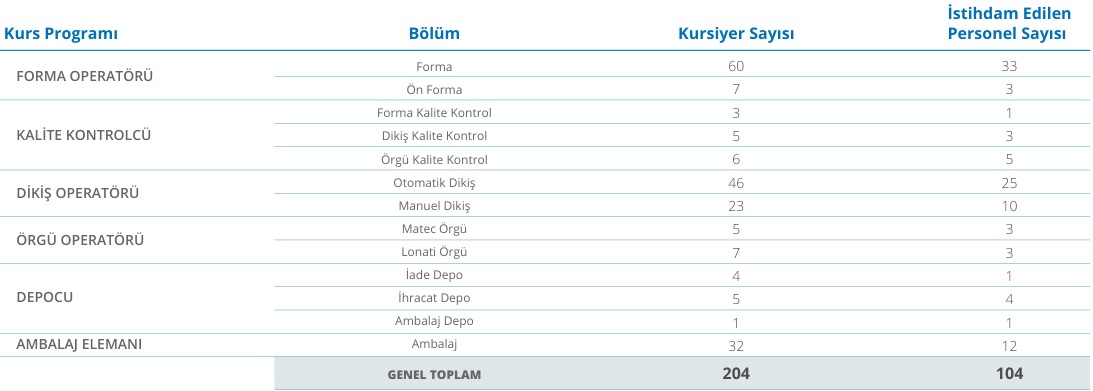 Kurs Programı Bölüm Kursiyer Sayısı İstihdam Edilen Personel Sayısı
FORMA OPERATÖRÜ Forma 60 33
Ön Forma 7 3
KALİTE KONTROLCÜ Forma Kalite Kontrol 3 1
Dikiş Kalite Kontrol 5 3
Örgü Kalite Kontrol 6 5
DİKİŞ OPERATÖRÜ Otomatik Dikiş 46 25
Manuel Dikiş 23 10
ÖRGÜ OPERATÖRÜ Matec Örgü 5 3
Lonati Örgü 7 3
DEPOCU İade Depo 4 1
İhracat Depo 5 4
Ambalaj Depo 1 1
AMBALAJ ELEMANI Ambalaj 32 12
GENEL TOPLAM 204 104